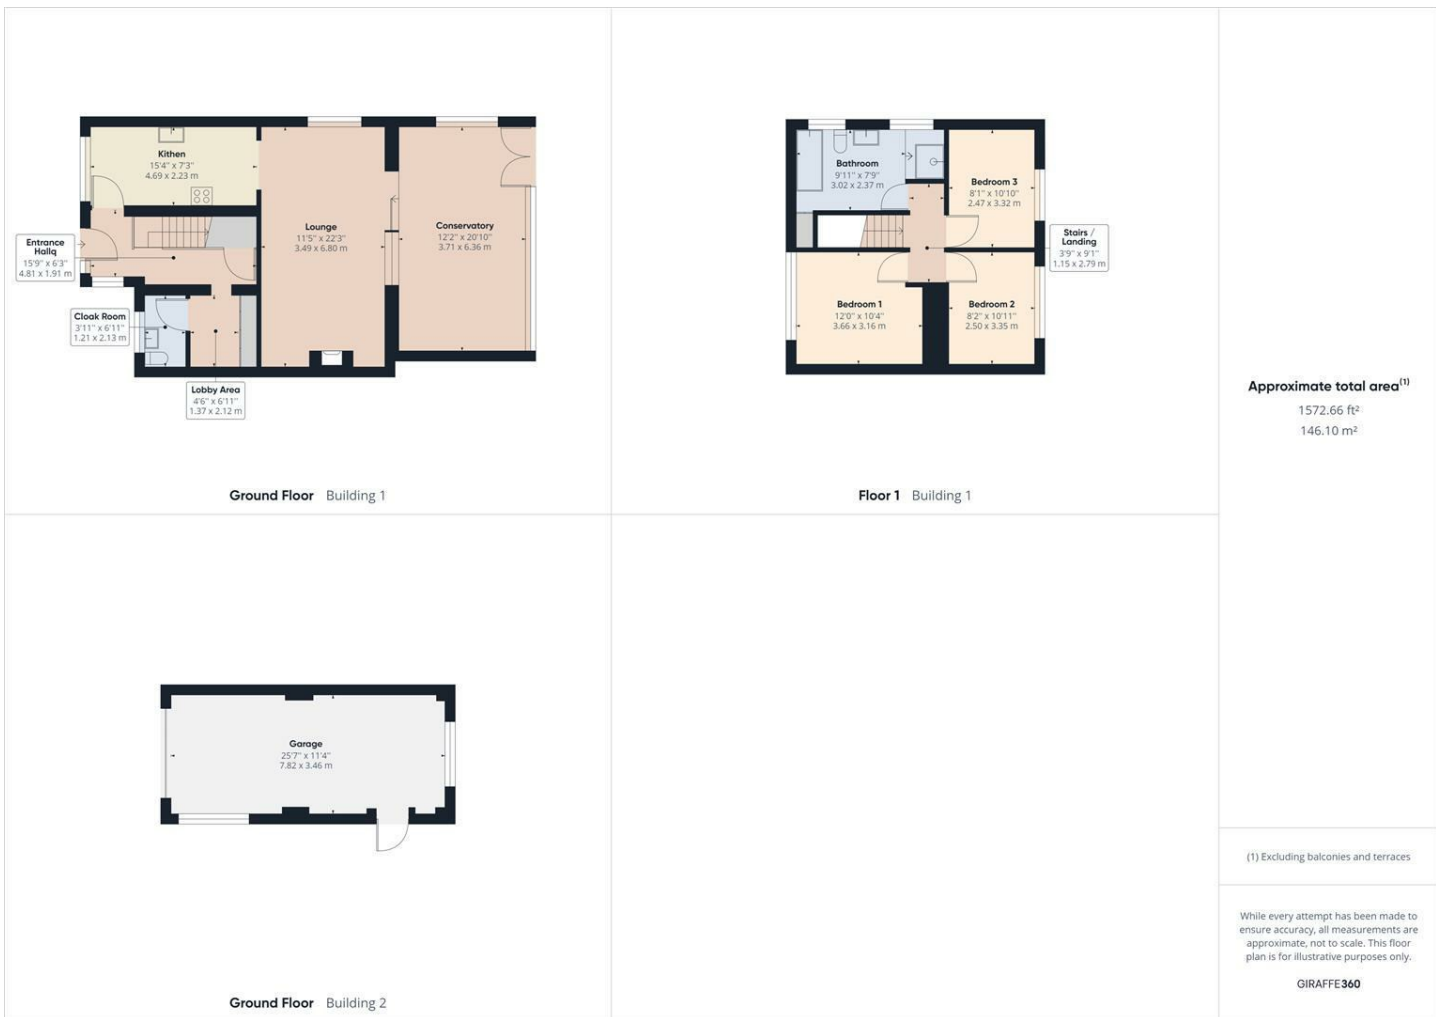 Kithen
15'4" x 7'3"
4.69 x 2.23 m
Entrance
Hallq
15'9" x 6'3"
4.81 x 1.91 m
Lounge
11'5" x 22'3"
3.49 x 6.80 m
Conservatory
12'2" x 20'10"
3.71 x 6.36 m
Cloak Room
3'11" x 6'11"
1.21 x 2.13 m
Lobby Area
4'6" x 6'11"
1.37 x 2.12 m
Ground Floor Building 1
Bathroom
9'11" x 7'9"
3.02 x 2.37 m
Bedroom 3
8'1" x 10'10"
2.47 x 3.32 m
Stairs /
Landing
3'9" x 9'1"
1.15 x 2.79 m
Bedroom 1
12'0" x 10'4"
3.66 x 3.16 m
Bedroom 2
8'2" x 10'11"
2.50 x 3.35 m
Floor 1 Building 1
Garage
25'7" x 11'4"
7.82 x 3.46 m
Ground Floor Building 2
Approximate total area(1)
1572.66 ft²
146.10 m²
(1) Excluding balconies and terraces
While every attempt has been made to
ensure accuracy, all measurements are
approximate, not to scale. This floor
plan is for illustrative purposes only.
GIRAFFE360